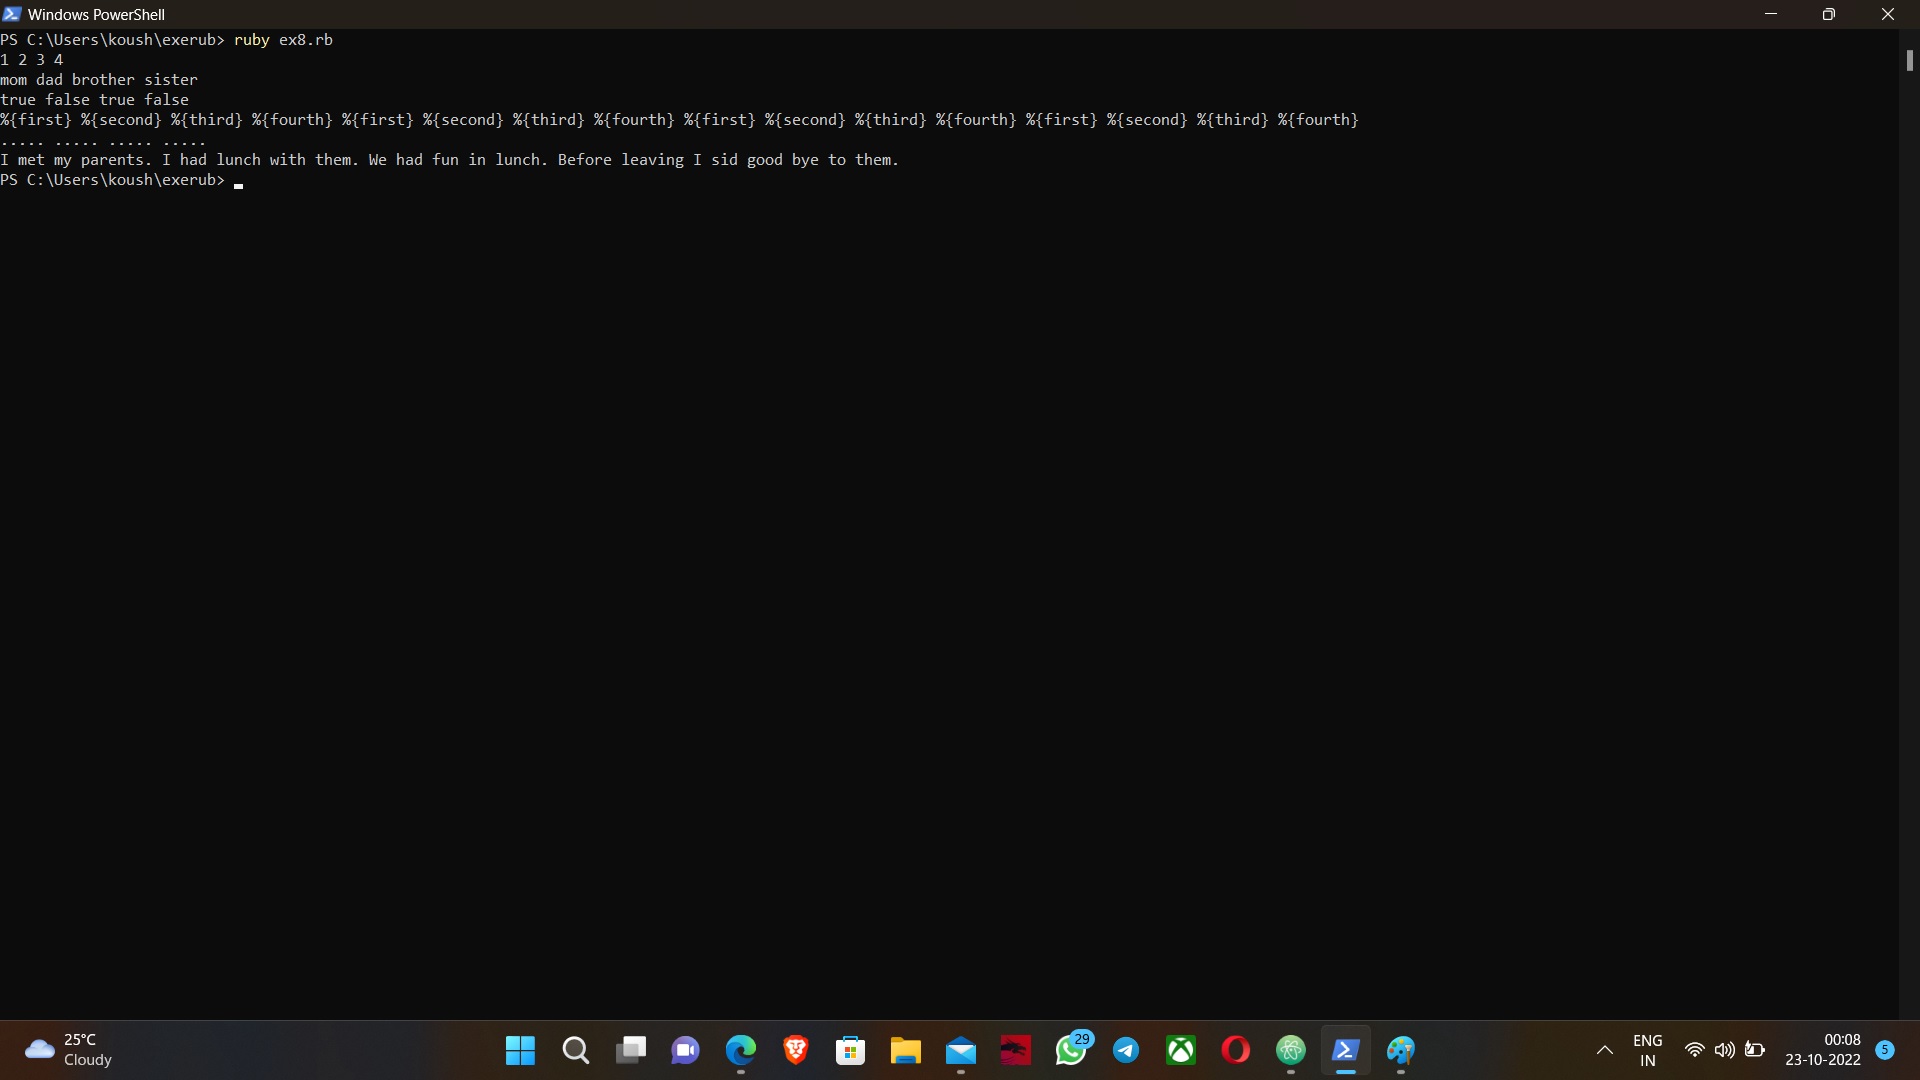 Windows PowerShell
PS C:\Users\koush\exerub> ruby ex8.rb
1 2 3 4
mom dad brother sister
true false true false
%{first} %{second} %{third} %{fourth} %{first} %{second} %{third} %{fourth} %{first} %{second} %{third} %{fourth} %{first} %{second} %{third} %{fourth}
..... ..... ..... .....
I met my parents. I had lunch with them. We had fun in lunch. Before leaving I sid good bye to them.
PS C:\Users\koush\exerub>
25°C
Cloudy
29
ENG
IN
00:08
23-10-2022
5